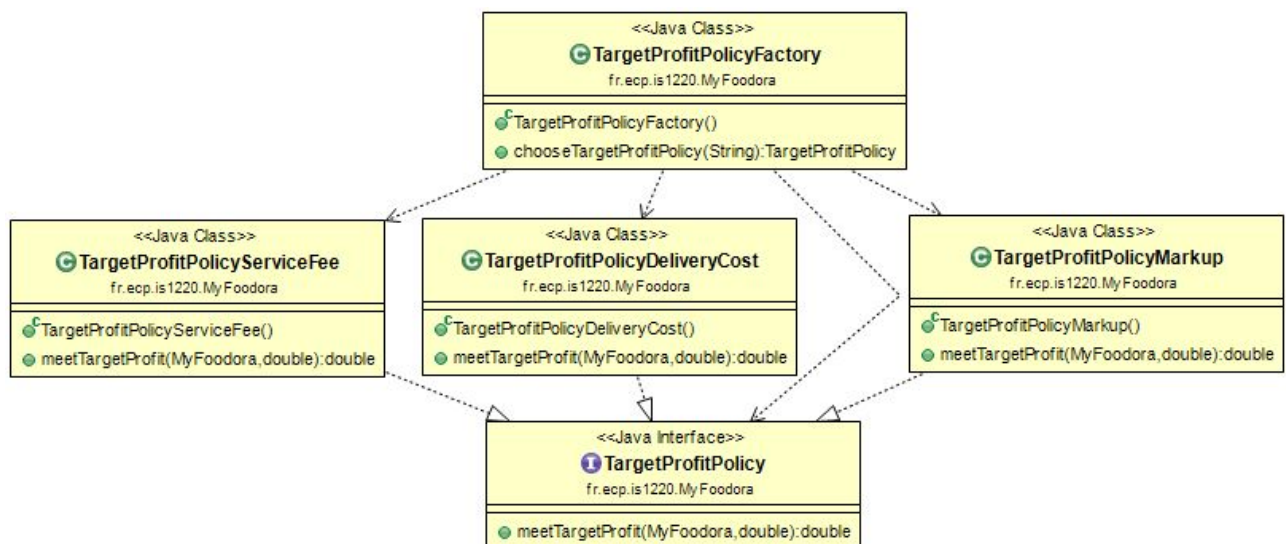 <<Java Class>>
TargetProfitPolicyFactory
fr.ecp.is1220.MyFoodora
TargetProfitPolicyFactory()
chooseTargetProfitPolicy(String):TargetProfitPolicy
<<Java Class>>
TargetProfitPolicyServiceFee
fr.ecp.is1220.MyFoodora
TargetProfitPolicyServiceFee()
meetTargetProfit(MyFoodora,double):double
<<Java Class>>
TargetProfitPolicyDeliveryCost
fr.ecp.is1220.MyFoodora
TargetProfitPolicyDeliveryCost()
meetTargetProfit(MyFoodora,double):double
<<Java Class>>
TargetProfitPolicyMarkup
fr.ecp.is1220.MyFoodora
TargetProfitPolicyMarkup()
meetTargetProfit(MyFoodora,double):double
<<Java Interface>>
TargetProfitPolicy
fr.ecp.is1220.MyFoodora
meetTargetProfit(MyFoodora,double):double